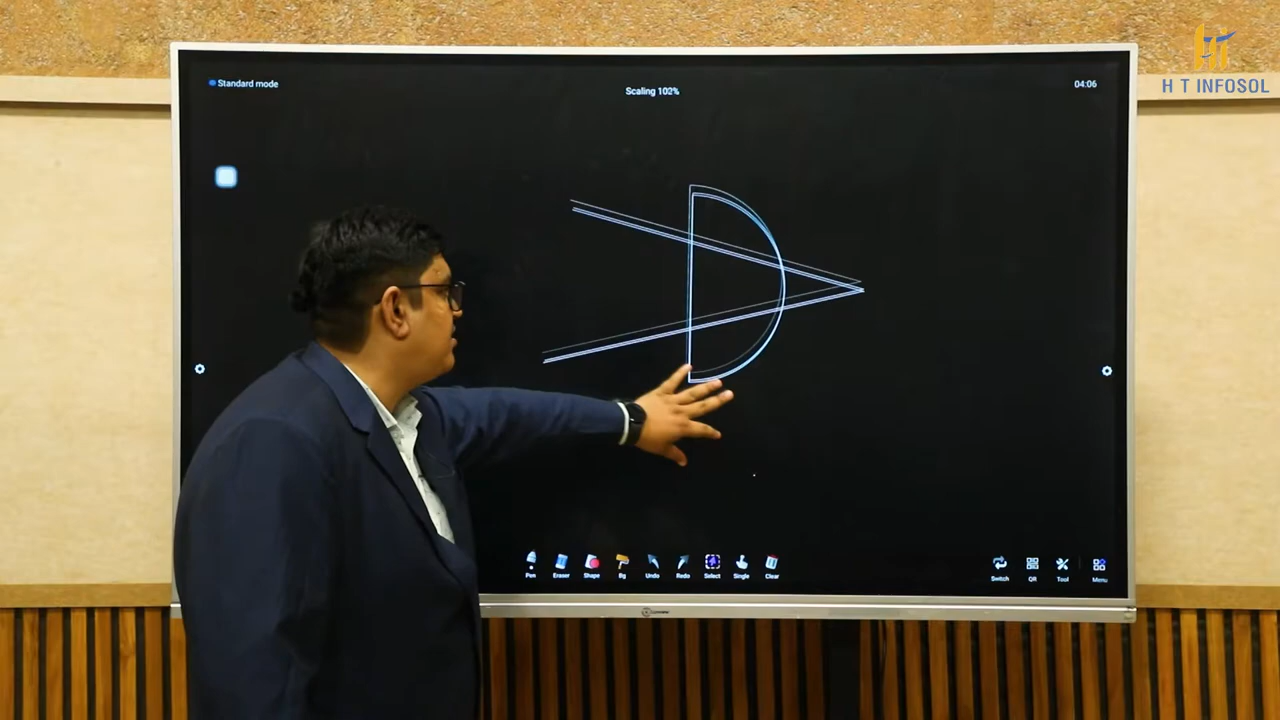 Standard mode
Scaling 102%
04:06
H T INFOSOL
Pen
Eraser
Shape
Bg
Undo
Redo
Select
Single
Clear
Switch
QR
Tool
Menu